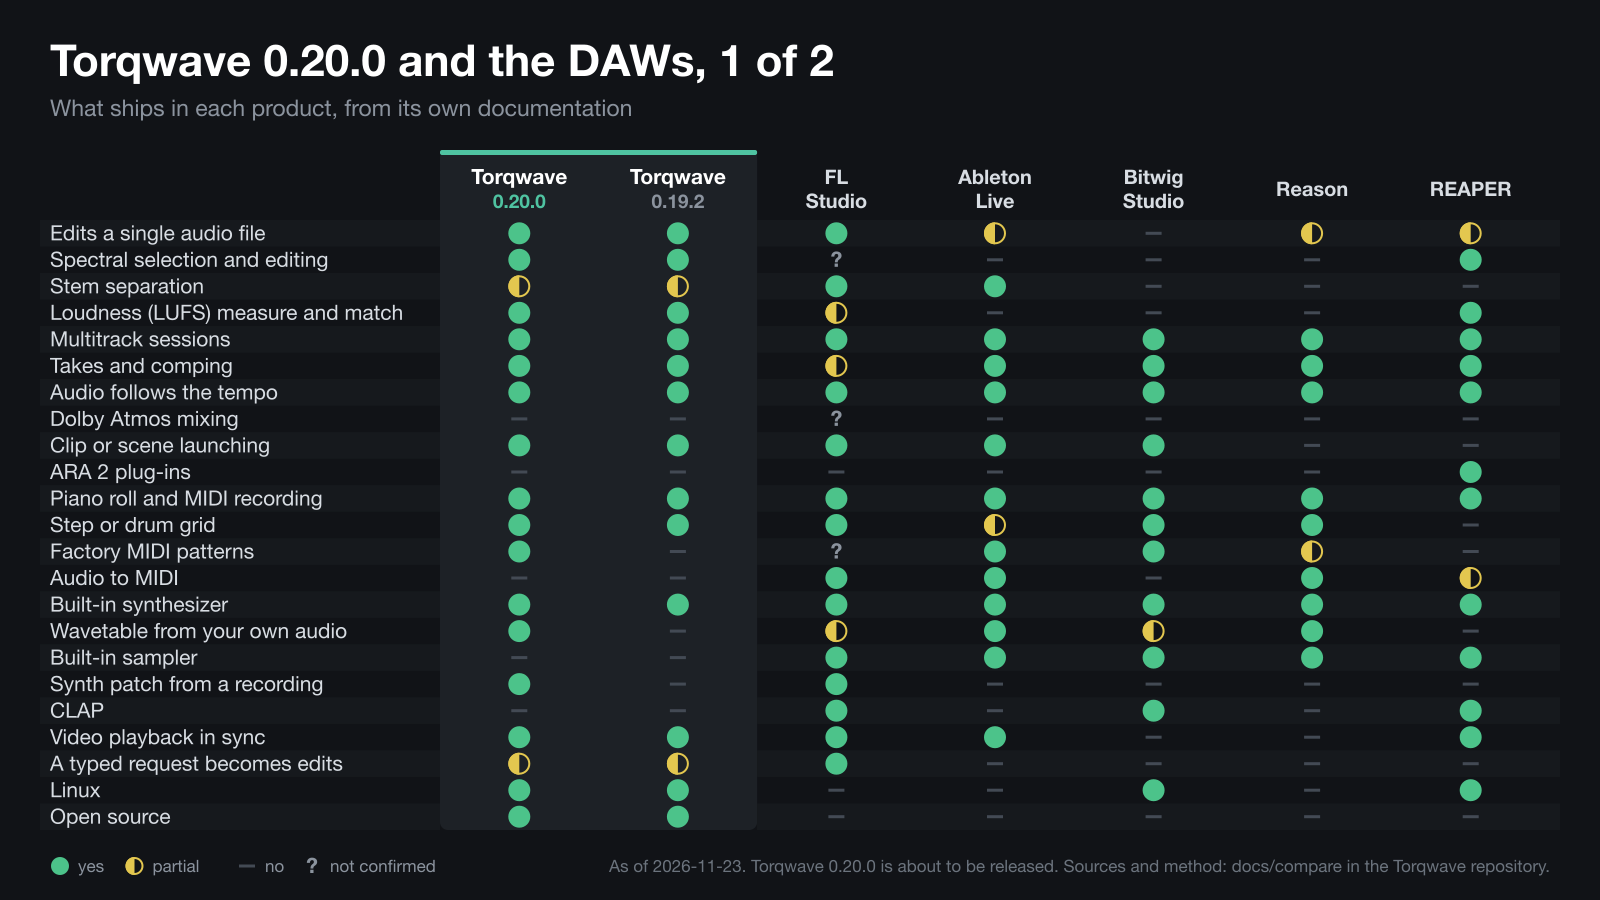 Torqwave 0.20.0 and the DAWs, 1 of 2
What ships in each product, from its own documentation
Torqwave 0.20.0
Torqwave 0.19.2
FL Studio
Ableton Live
Bitwig Studio
Reason
REAPER
Edits a single audio file
Spectral selection and editing ?
Stem separation
Loudness (LUFS) measure and match
Multitrack sessions
Takes and comping
Audio follows the tempo
Dolby Atmos mixing ?
Clip or scene launching
ARA 2 plug-ins
Piano roll and MIDI recording
Step or drum grid
Factory MIDI patterns ?
Audio to MIDI
Built-in synthesizer
Wavetable from your own audio
Built-in sampler
Synth patch from a recording
CLAP
Video playback in sync
A typed request becomes edits
Linux
Open source
yes partial — no ? not confirmed
As of 2026-11-23. Torqwave 0.20.0 is about to be released. Sources and method: docs/compare in the Torqwave repository.